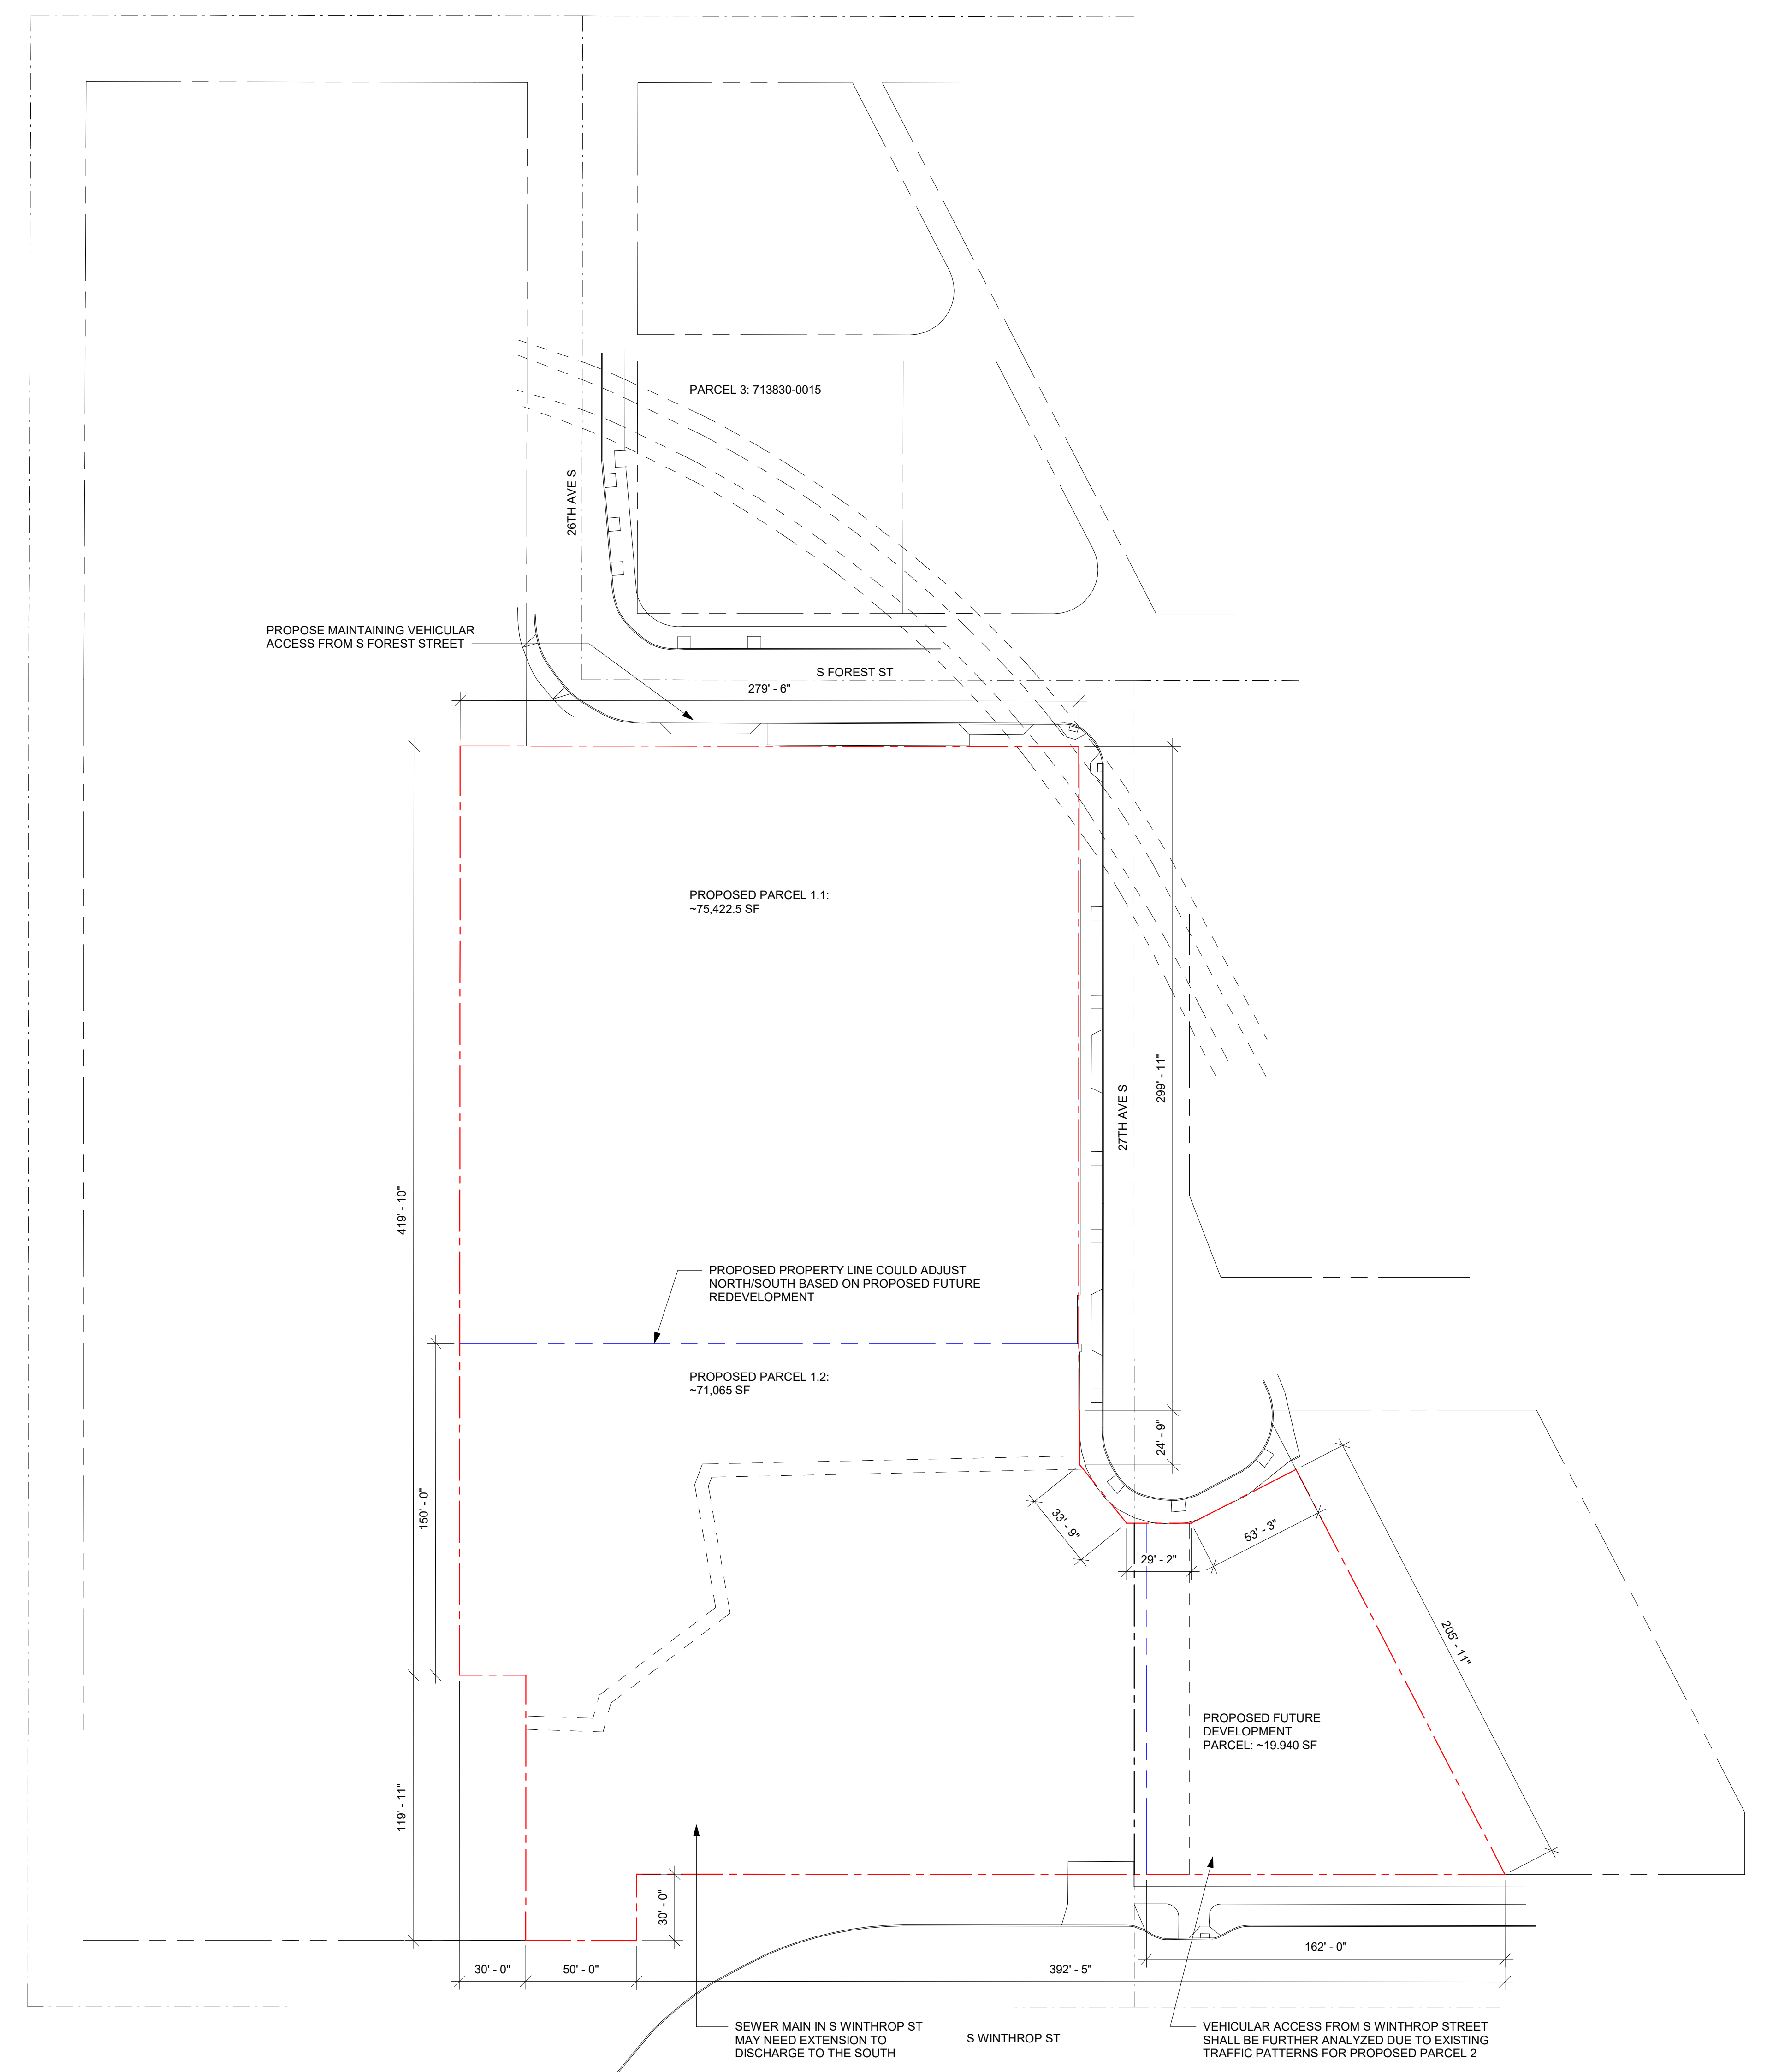 PARCEL 3: 713830-0015
26TH AVE S
PROPOSE MAINTAINING VEHICULAR
ACCESS FROM S FOREST STREET
S FOREST ST
279' - 6"
PROPOSED PARCEL 1.1:
~75,422.5 SF
299' - 11"
27TH AVE S
419' - 10"
PROPOSED PROPERTY LINE COULD ADJUST
NORTH/SOUTH BASED ON PROPOSED FUTURE
REDEVELOPMENT
PROPOSED PARCEL 1.2:
~71,065 SF
24' - 9"
150' - 0"
33' - 9"
53' - 3"
29' - 2"
205' - 11"
PROPOSED FUTURE
DEVELOPMENT
PARCEL: ~19.940 SF
119' - 11"
30' - 0"
162' - 0"
30' - 0"
50' - 0"
392' - 5"
SEWER MAIN IN S WINTHROP ST
MAY NEED EXTENSION TO
DISCHARGE TO THE SOUTH
S WINTHROP ST
VEHICULAR ACCESS FROM S WINTHROP STREET
SHALL BE FURTHER ANALYZED DUE TO EXISTING
TRAFFIC PATTERNS FOR PROPOSED PARCEL 2